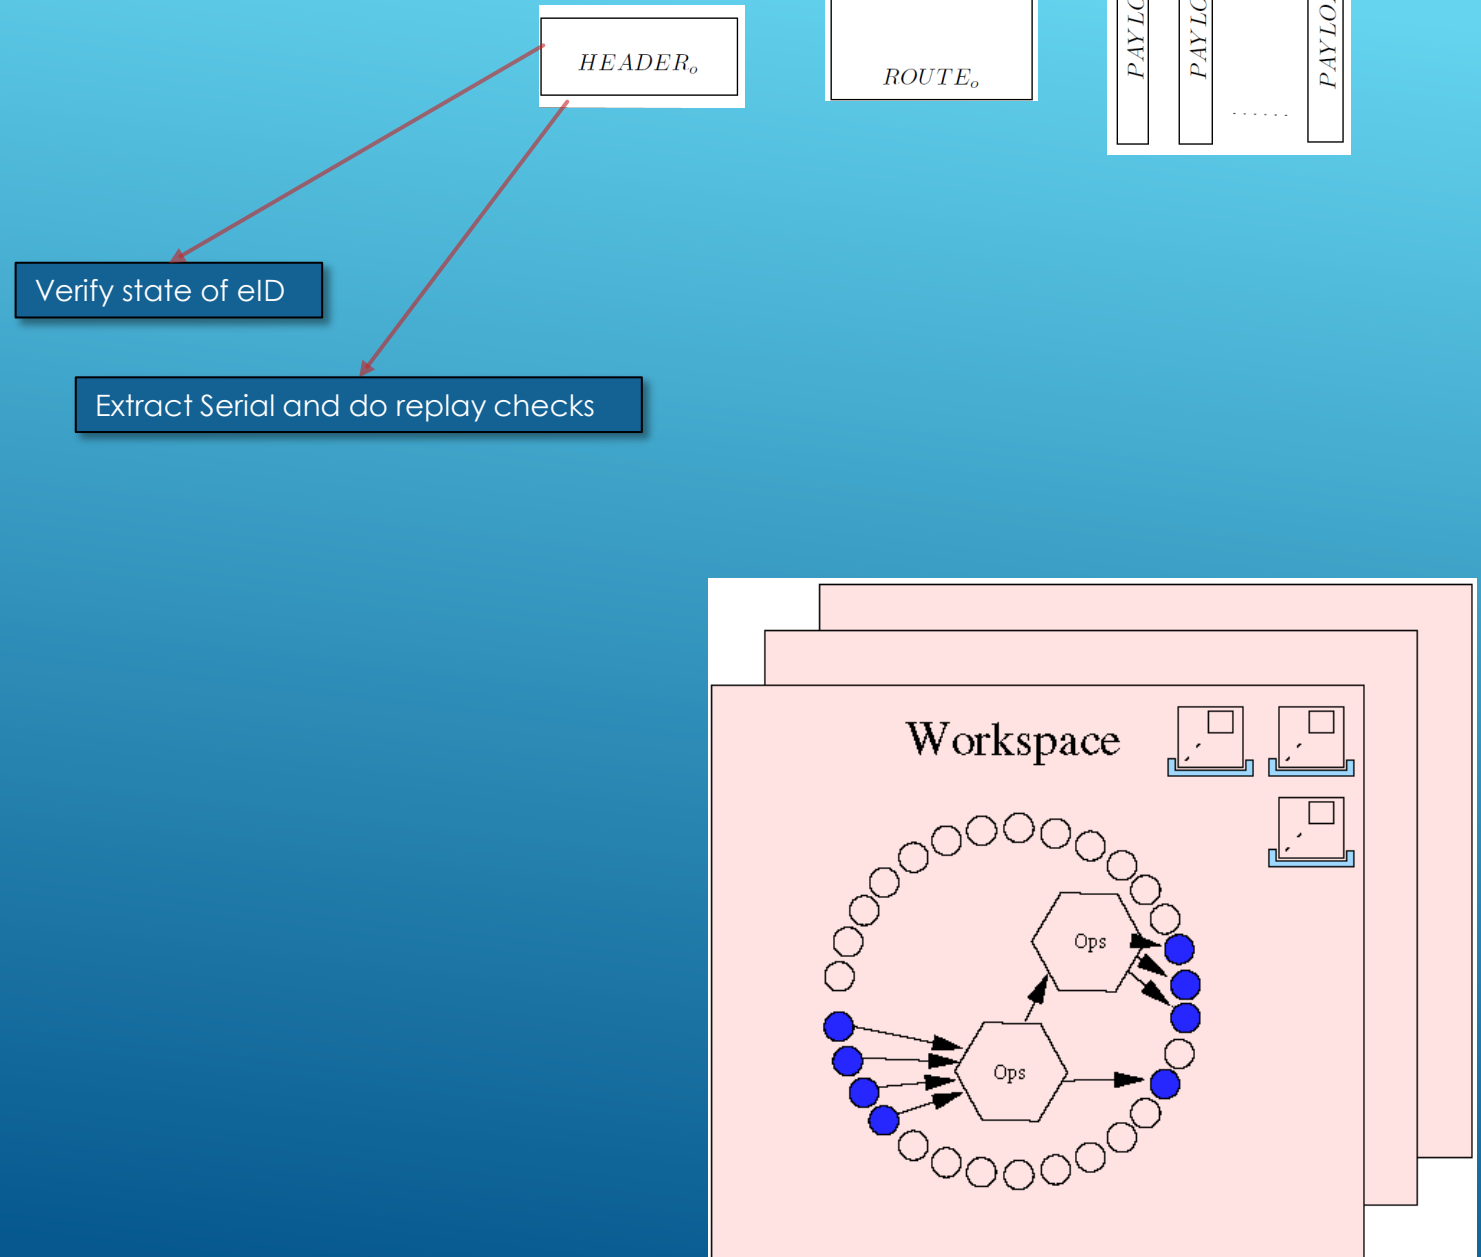 HEADERₒ
ROUTEₒ
Verify state of eID
Extract Serial and do replay checks
Workspace
Ops
Ops